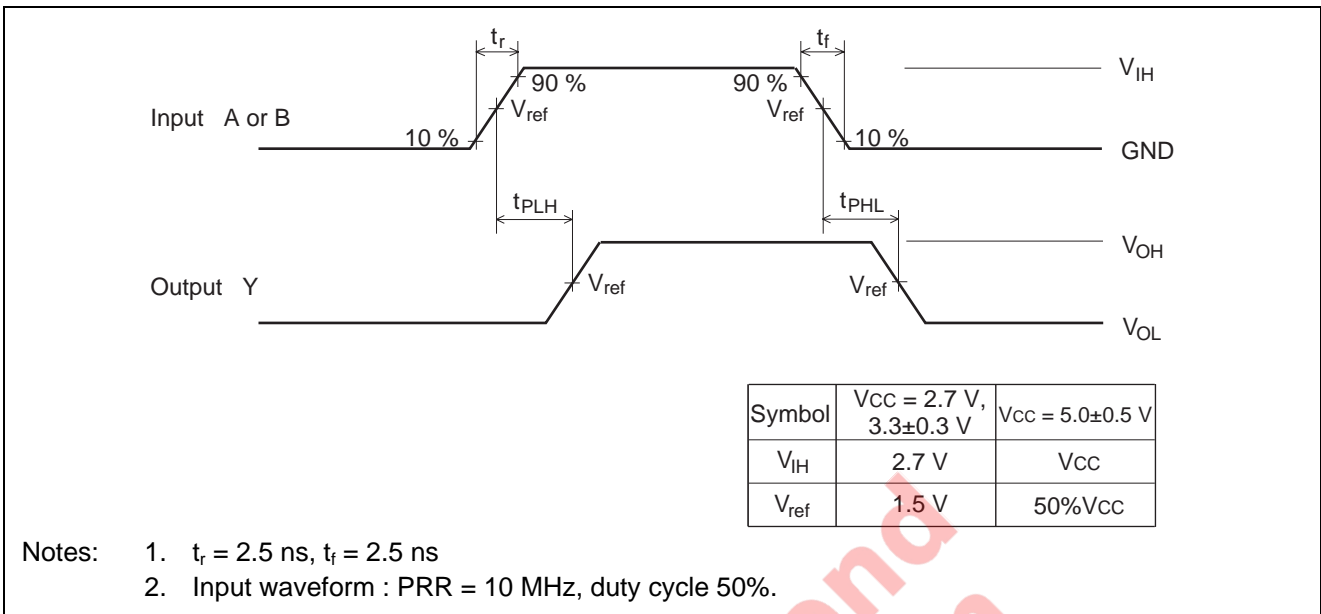 tr tf
VIH
90 % 90 %
Input A or B Vref Vref
10 % 10 %
GND
tPLH tPHL
VOH
Output Y Vref Vref
VOL
Symbol VCC = 2.7 V, 3.3±0.3 V VCC = 5.0±0.5 V
VIH 2.7 V VCC
Vref 1.5 V 50%VCC
Notes: 1. tr = 2.5 ns, tf = 2.5 ns
2. Input waveform : PRR = 10 MHz, duty cycle 50%.